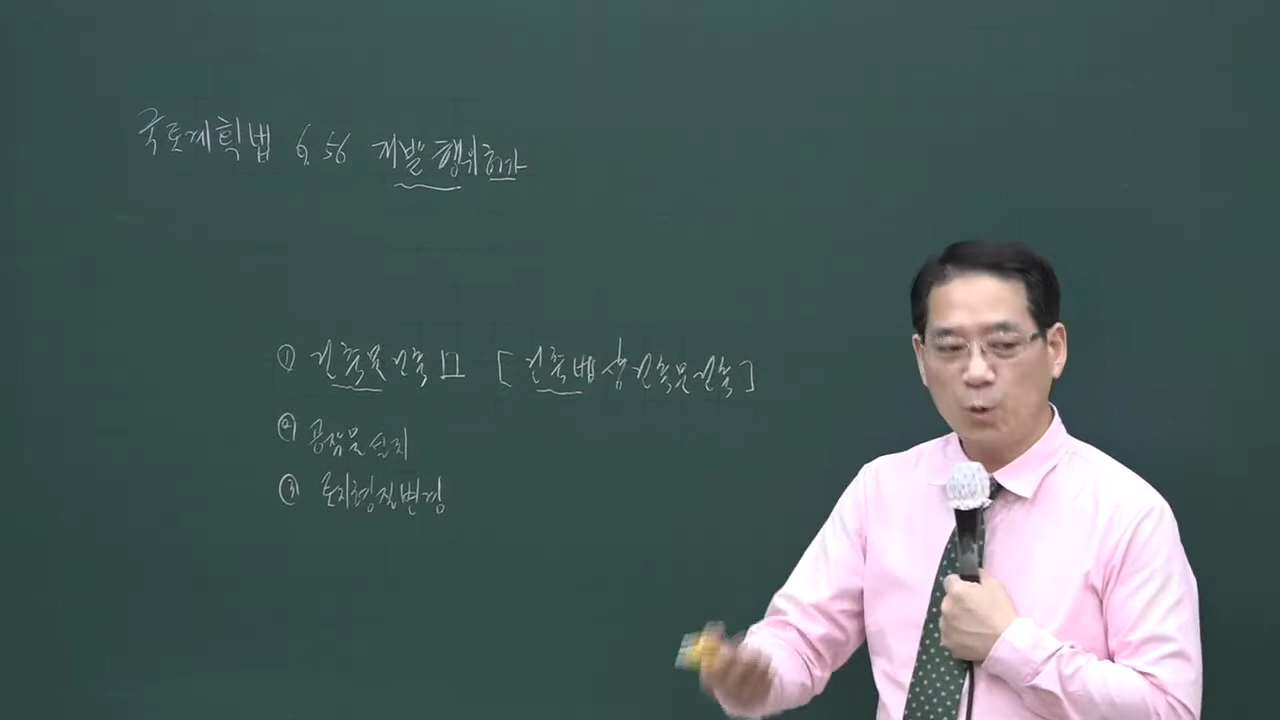 국토계획법 §56 개발행위허가
① 건축물 건축 [건축법상 건축물 건축]
② 공작물 설치
③ 토지형질변경